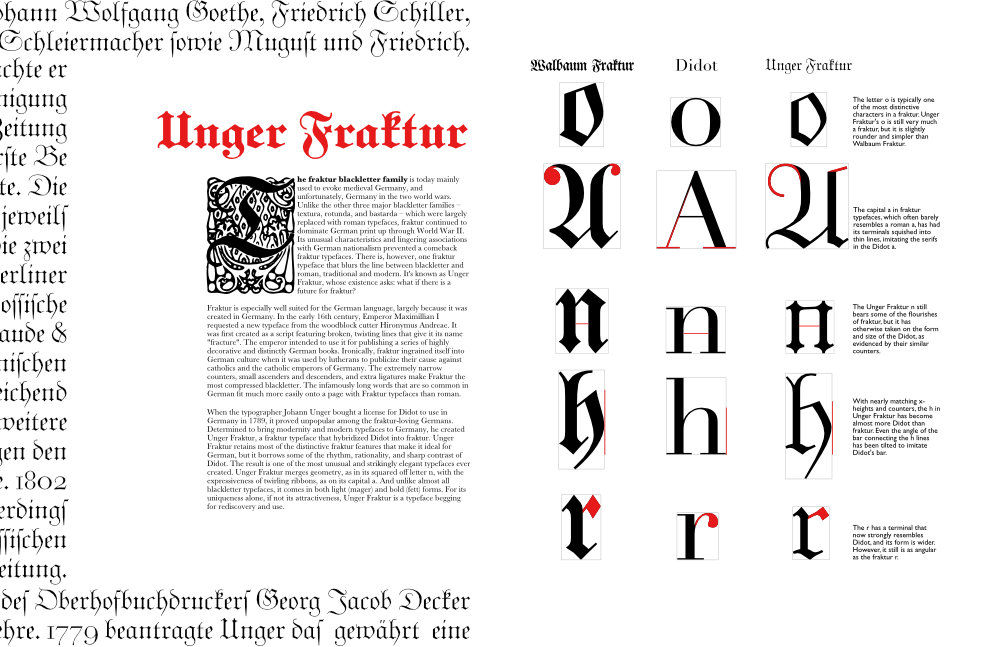 ohann Wolfgang Goethe, Friedrich Schiller,
Schleiermacher ſowie Auguſt und Friedrich.
chte er
nigung
Zeitung
rſte Be
te. Die
jeweilſ
ie zwei
erliner
oſſiſche
aude &
niſchen
eichend
weitere
gen den
e. 1802
erdingſ
ſſiſchen
eitung.
deſ Oberhofbuchdruckerſ Georg Jacob Decker
ehre. 1779 beantragte Unger daſ gewährt eine
Unger Fraktur
The fraktur blackletter family is today mainly
used to evoke medieval Germany, and
unfortunately, Germany in the two world wars.
Unlike the other three major blackletter families –
textura, rotunda, and bastarda – which were largely
replaced with roman typefaces, fraktur continued to
dominate German print up through World War II.
Its unusual characteristics and lingering associations
with German nationalism prevented a comeback
fraktur typefaces. There is, however, one fraktur
typeface that blurs the line between blackletter and
roman, traditional and modern. It's known as Unger
Fraktur, whose existence asks: what if there is a
future for fraktur?
Fraktur is especially well suited for the German language, largely because it was
created in Germany. In the early 16th century, Emperor Maximillian I
requested a new typeface from the woodblock cutter Hironymus Andreae. It
was first created as a script featuring broken, twisting lines that give it its name
"fracture". The emperor intended to use it for publishing a series of highly
decorative and distinctly German books. Ironically, fraktur ingrained itself into
German culture when it was used by lutherans to publicize their cause against
catholics and the catholic emperors of Germany. The extremely narrow
counters, small ascenders and descenders, and extra ligatures make Fraktur the
most compressed blackletter. The infamously long words that are so common in
German fit much more easily onto a page with Fraktur typefaces than roman.
When the typographer Johann Unger bought a license for Didot to use in
Germany in 1789, it proved unpopular among the fraktur-loving Germans.
Determined to bring modernity and modern typefaces to Germany, he created
Unger Fraktur, a fraktur typeface that hybridized Didot into fraktur. Unger
Fraktur retains most of the distinctive fraktur features that make it ideal for
German, but it borrows some of the rhythm, rationality, and sharp contrast of
Didot. The result is one of the most unusual and strikingly elegant typefaces ever
created. Unger Fraktur merges geometry, as in its squared off letter n, with the
expressiveness of twirling ribbons, as on its capital a. And unlike almost all
blackletter typefaces, it comes in both light (mager) and bold (fett) forms. For its
uniqueness alone, if not its attractiveness, Unger Fraktur is a typeface begging
for rediscovery and use.
Walbaum Fraktur Didot Unger Fraktur
o o o
The letter o is typically one
of the most distinctive
characters in a fraktur. Unger
Fraktur's o is still very much
a fraktur, but it is slightly
rounder and simpler than
Walbaum Fraktur.
A A A
The capital a in fraktur
typefaces, which often barely
resembles a roman a, has had
its terminals squished into
thin lines, imitating the serifs
in the Didot a.
n n n
The Unger Fraktur n still
bears some of the flourishes
of fraktur, but it has
otherwise taken on the form
and size of the Didot, as
evidenced by their similar
counters.
h h h
With nearly matching x-
heights and counters, the h in
Unger Fraktur has become
almost more Didot than
fraktur. Even the angle of the
bar connecting the h lines
has been tilted to imitate
Didot's bar.
r r r
The r has a terminal that
now strongly resembles
Didot, and its form is wider.
However, it still is as angular
as the fraktur r.